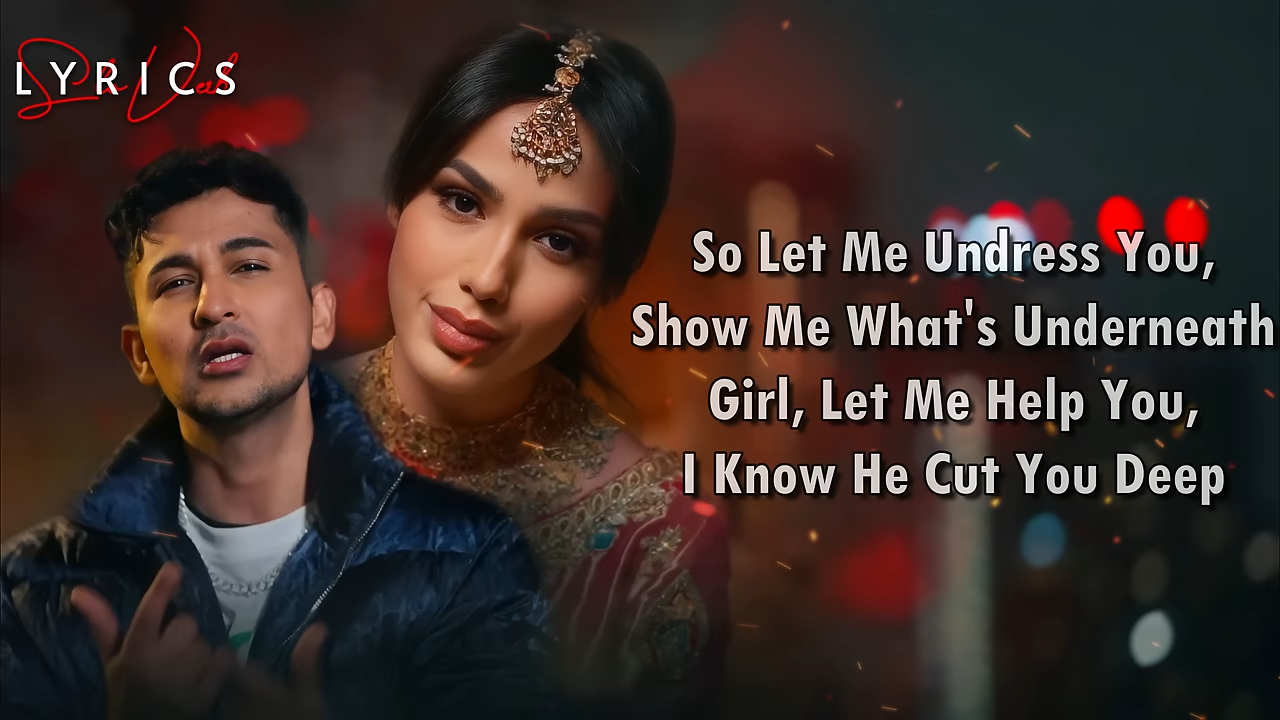 LYRICS
So Let Me Undress You,
Show Me What's Underneath
Girl, Let Me Help You,
I Know He Cut You Deep